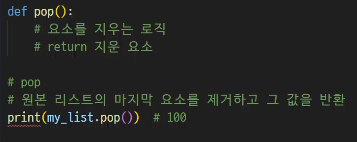 def pop():
    # 요소를 지우는 로직
    # return 지운 요소
# pop
# 원본 리스트의 마지막 요소를 제거하고 그 값을 반환
print(my_list.pop())  # 100